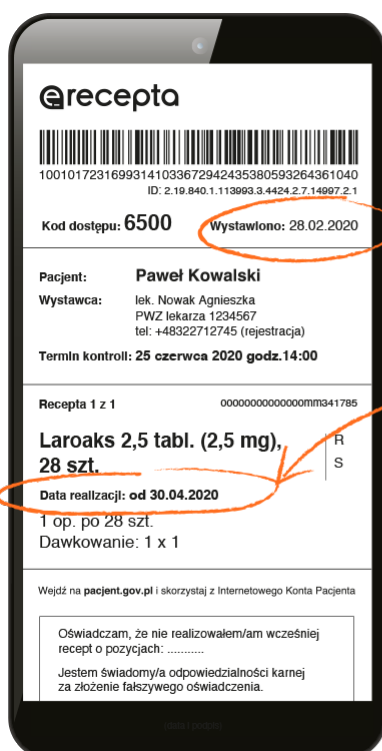 erecepta
10010172316993141033672942435380593264361040
ID: 2.19.840.1.113993.3.4424.2.7.14997.2.1
Kod dostępu: 6500 Wystawiono: 28.02.2020
Pacjent: Paweł Kowalski
Wystawca: lek. Nowak Agnieszka
PWZ lekarza 1234567
tel: +48322712745 (rejestracja)
Termin kontroli: 25 czerwca 2020 godz.14:00
Recepta 1 z 1 00000000000000mm341785
Laroaks 2,5 tabl. (2,5 mg), R
28 szt. S
Data realizacji: od 30.04.2020
1 op. po 28 szt.
Dawkowanie: 1 x 1
Wejdź na pacjent.gov.pl i skorzystaj z Internetowego Konta Pacjenta
Oświadczam, że nie realizowałem/am wcześniej
recept o pozycjach: ...........
Jestem świadomy/a odpowiedzialności karnej
za złożenie fałszywego oświadczenia.
(data i podpis)